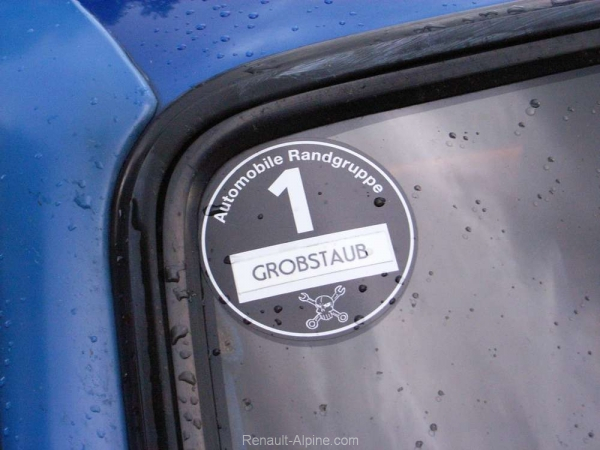 Automobile Randgruppe
1
GROBSTAUB
Renault-Alpine.com